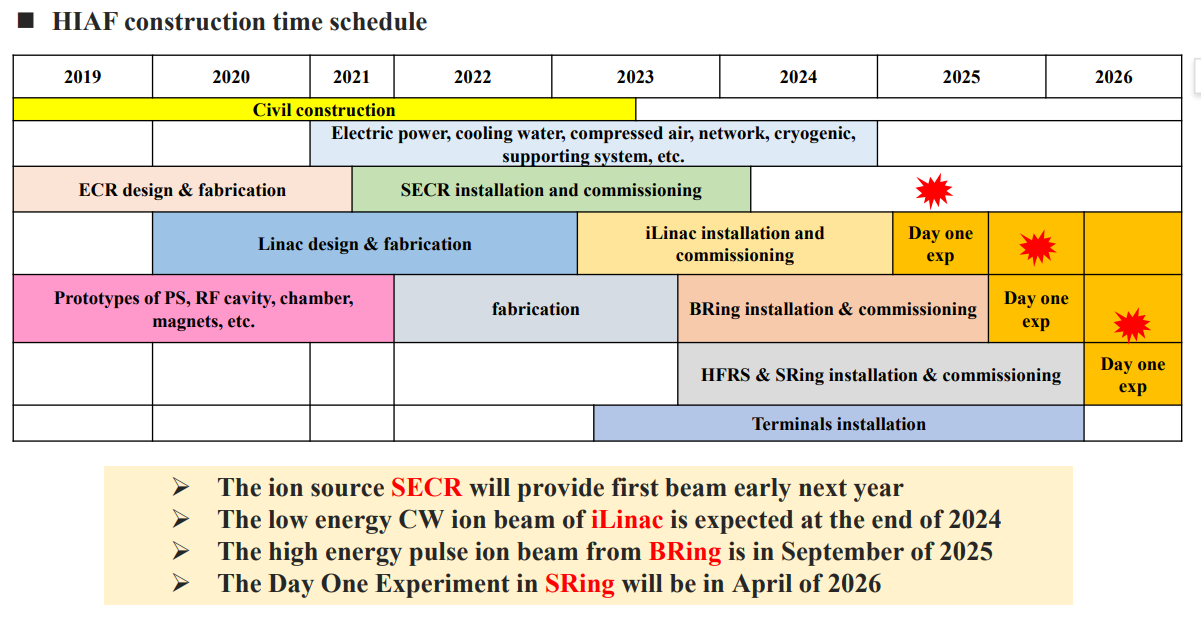 ■ HIAF construction time schedule
2019 2020 2021 2022 2023 2024 2025 2026
Civil construction
Electric power, cooling water, compressed air, network, cryogenic,
supporting system, etc.
ECR design & fabrication SECR installation and commissioning
Linac design & fabrication
iLinac installation and
commissioning
Day one
exp
Prototypes of PS, RF cavity, chamber,
magnets, etc.
fabrication
BRing installation & commissioning
Day one
exp
HFRS & SRing installation & commissioning
Day one
exp
Terminals installation
➢ The ion source SECR will provide first beam early next year
➢ The low energy CW ion beam of iLinac is expected at the end of 2024
➢ The high energy pulse ion beam from BRing is in September of 2025
➢ The Day One Experiment in SRing will be in April of 2026